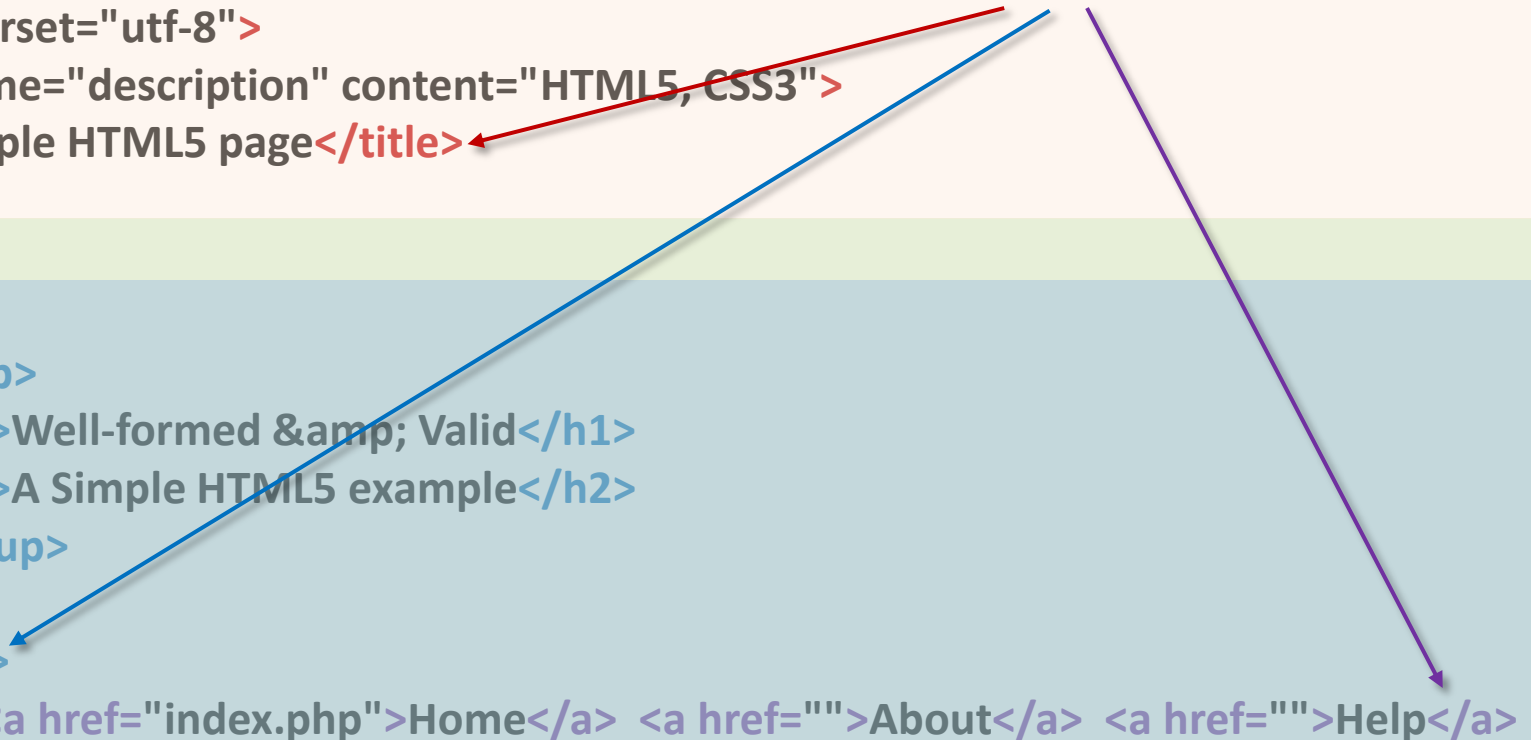 rset="utf-8">
ne="description" content="HTML5, CSS3">
ple HTML5 page</title>
p>
>Well-formed &amp; Valid</h1>
>A Simple HTML5 example</h2>
up>
>
a href="index.php">Home</a> <a href="">About</a> <a href="">Help</a>